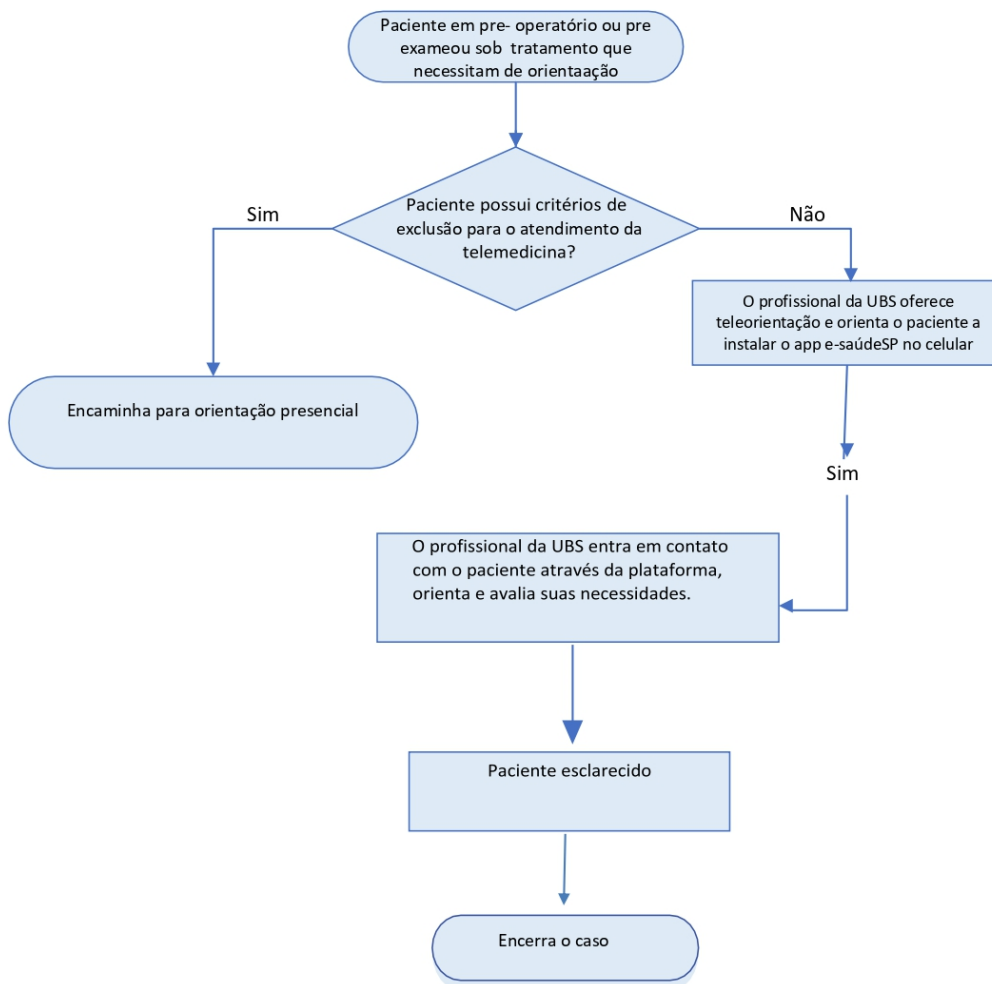 Paciente em pre- operatório ou pre
exameou sob tratamento que
necessitam de orientaação
Paciente possui critérios de
exclusão para o atendimento da
telemedicina?
Sim
Não
O profissional da UBS oferece
teleorientação e orienta o paciente a
instalar o app e-saúdeSP no celular
Encaminha para orientação presencial
Sim
O profissional da UBS entra em contato
com o paciente através da plataforma,
orienta e avalia suas necessidades.
Paciente esclarecido
Encerra o caso